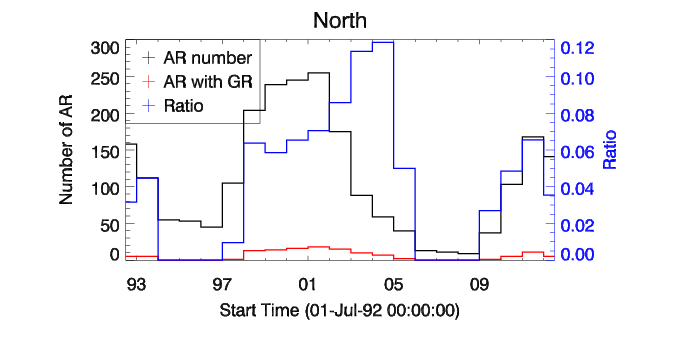 North
300
250
200
150
100
50
0
Number of AR
AR number
AR with GR
Ratio
0.12
0.10
0.08
0.06
0.04
0.02
0.00
Ratio
93 97 01 05 09
Start Time (01-Jul-92 00:00:00)